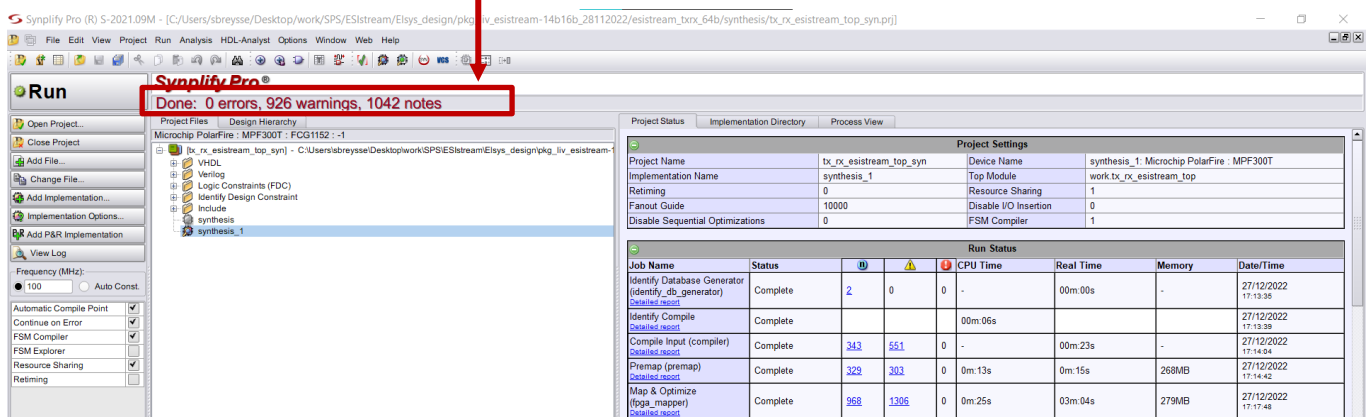 Synplify Pro (R) S-2021.09M - [C:/Users/sbreysse/Desktop/work/SPS/ESIstream/Elsys_design/pkg_liv_esistream-14b16b_28112022/esistream_txrx_64b/synthesis/tx_rx_esistream_top_syn.prj]
File Edit View Project Run Analysis HDL-Analyst Options Window Web Help
VCS
Run
Synplify Pro®
Done: 0 errors, 926 warnings, 1042 notes
Open Project...
Close Project
Add File...
Change File...
Add Implementation...
Implementation Options...
Add P&R Implementation
View Log
Frequency (MHz):
100 Auto Const.
Automatic Compile Point
Continue on Error
FSM Compiler
FSM Explorer
Resource Sharing
Retiming
Project Files Design Hierarchy
Microchip PolarFire : MPF300T : FCG1152 : -1
[tx_rx_esistream_top_syn] - C:\Users\sbreysse\Desktop\work\SPS\ESIstream\Elsys_design\pkg_liv_esistream-1
VHDL
Verilog
Logic Constraints (FDC)
Identify Design Constraint
Include
synthesis
synthesis_1
Project Status Implementation Directory Process View
Project Settings
Project Name tx_rx_esistream_top_syn Device Name synthesis_1: Microchip PolarFire : MPF300T
Implementation Name synthesis_1 Top Module work.tx_rx_esistream_top
Retiming 0 Resource Sharing 1
Fanout Guide 10000 Disable I/O Insertion 0
Disable Sequential Optimizations 0 FSM Compiler 1
Run Status
Job Name Status CPU Time Real Time Memory Date/Time
Identify Database Generator
(identify_db_generator) Complete 2 0 0 - 00m:00s - 27/12/2022
Detailed report 17:13:35
Identify Compile Complete 00m:06s 27/12/2022
Detailed report 17:13:39
Compile Input (compiler) Complete 343 551 0 - 00m:23s - 27/12/2022
Detailed report 17:14:04
Premap (premap) Complete 329 303 0 0m:13s 0m:15s 268MB 27/12/2022
Detailed report 17:14:42
Map & Optimize
(fpga_mapper) Complete 968 1306 0 0m:25s 03m:04s 279MB 27/12/2022
Detailed report 17:17:48